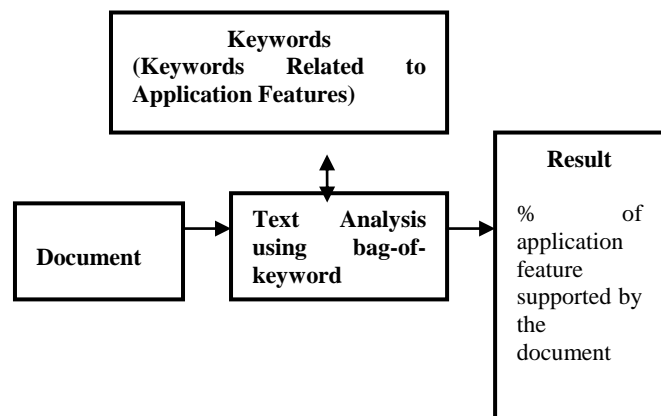 Keywords
(Keywords Related to
Application Features)
Document
Text Analysis
using bag-of-
keyword
Result
% of
application
feature
supported by
the
document